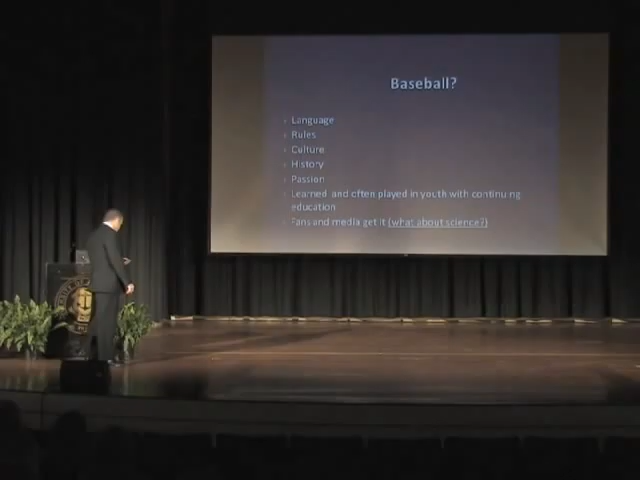 Baseball?
Language
Rules
Culture
History
Passion
Learned and often played in youth with continuing
education
Fans and media get it (what about science?)